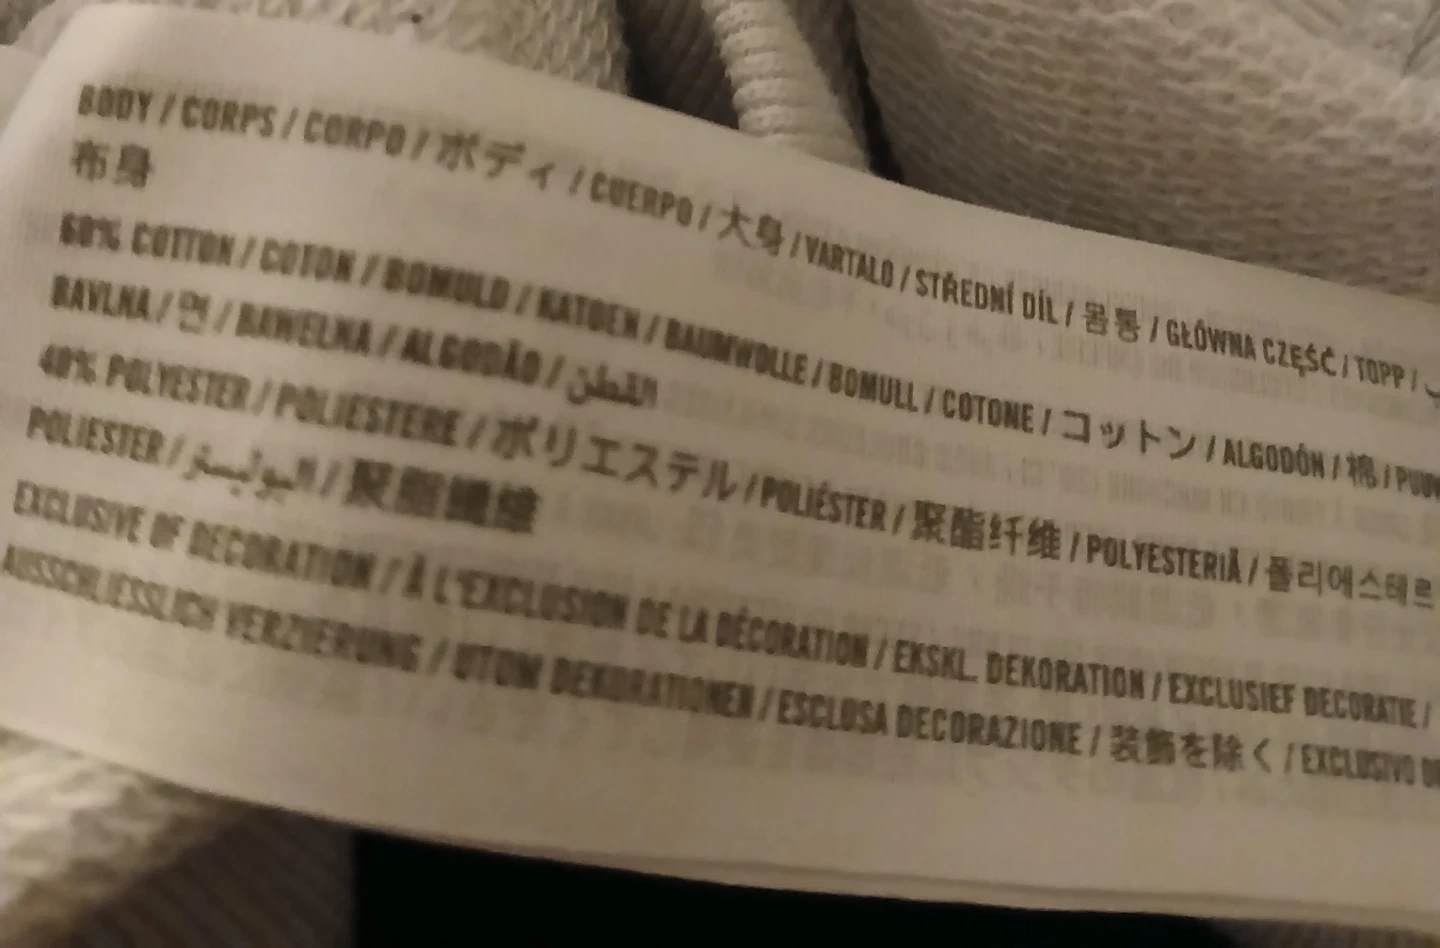 BODY / CORPS / CORPO / ボディ / CUERPO / 大身 / VARTALO / STŘEDNÍ DÍL / 몸통 / GŁÓWNA CZĘŚĆ / TOPP /
布身
60% COTTON / COTON / BOMULD / KATOEN / BAUMWOLLE / BOMULL / COTONE / コットン / ALGODÓN / 棉 /
BAVLNA / 면 / BAWEŁNA / ALGODÃO / القطن
40% POLYESTER / POLIESTERE / ポリエステル / POLIÉSTER / 聚酯纤维 / POLYESTERIÄ / 폴리에스테르
POLIESTER / البوليستر / 聚酯纖維
EXCLUSIVE OF DECORATION / À L'EXCLUSION DE LA DÉCORATION / EKSKL. DEKORATION / EXCLUSIEF DECORATIE /
AUSSCHLIESSLICH VERZIERUNG / UTOM DEKORATIONEN / ESCLUSA DECORAZIONE / 装飾を除く / EXCLUSIVO